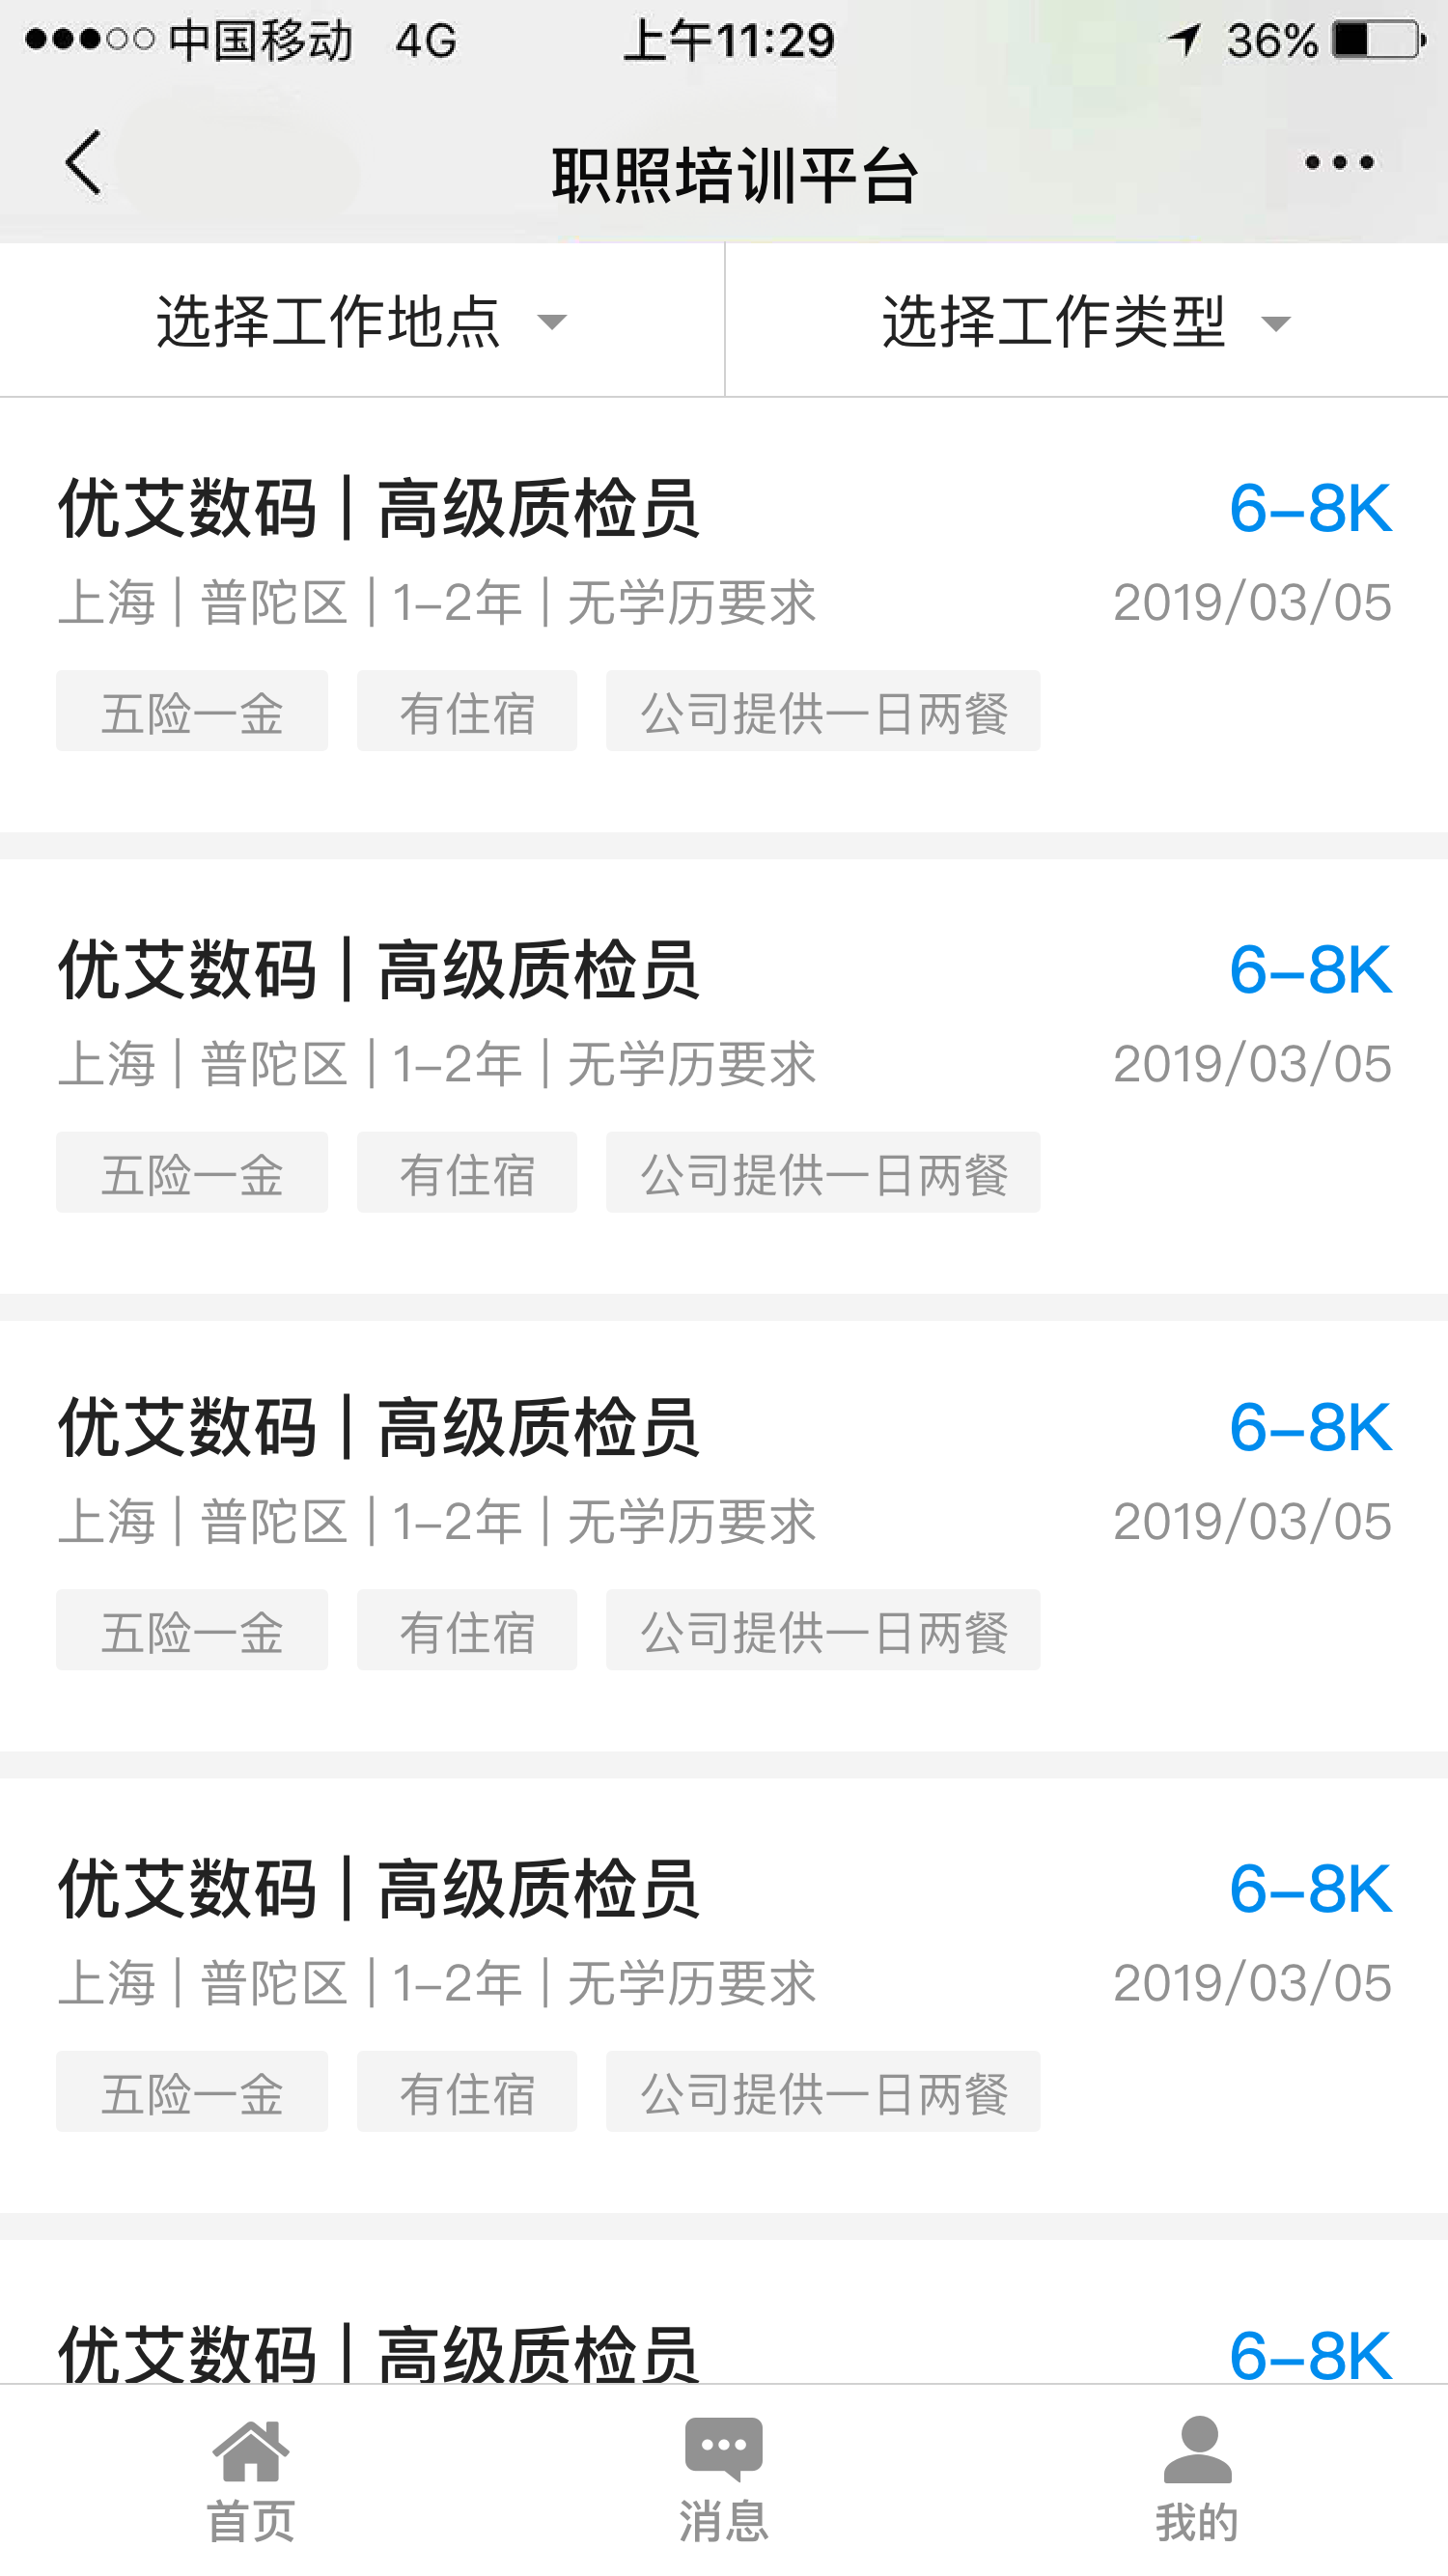 中国移动 4G 上午11:29 36%
职照培训平台
选择工作地点 选择工作类型
优艾数码 | 高级质检员 6-8K
上海 | 普陀区 | 1-2年 | 无学历要求 2019/03/05
五险一金 有住宿 公司提供一日两餐
优艾数码 | 高级质检员 6-8K
上海 | 普陀区 | 1-2年 | 无学历要求 2019/03/05
五险一金 有住宿 公司提供一日两餐
优艾数码 | 高级质检员 6-8K
上海 | 普陀区 | 1-2年 | 无学历要求 2019/03/05
五险一金 有住宿 公司提供一日两餐
优艾数码 | 高级质检员 6-8K
上海 | 普陀区 | 1-2年 | 无学历要求 2019/03/05
五险一金 有住宿 公司提供一日两餐
优艾数码 | 高级质检员 6-8K
首页 消息 我的